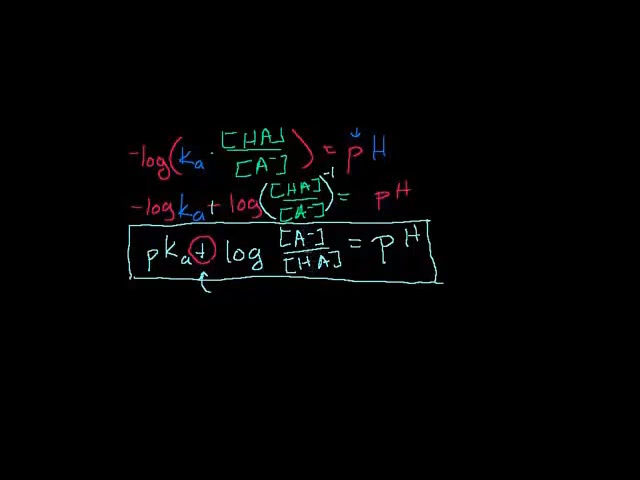 -log(Ka · [HA]/[A⁻]) = pH
-log Ka + -log([HA]/[A⁻])⁻¹ = pH
pKa + log [A⁻]/[HA] = pH